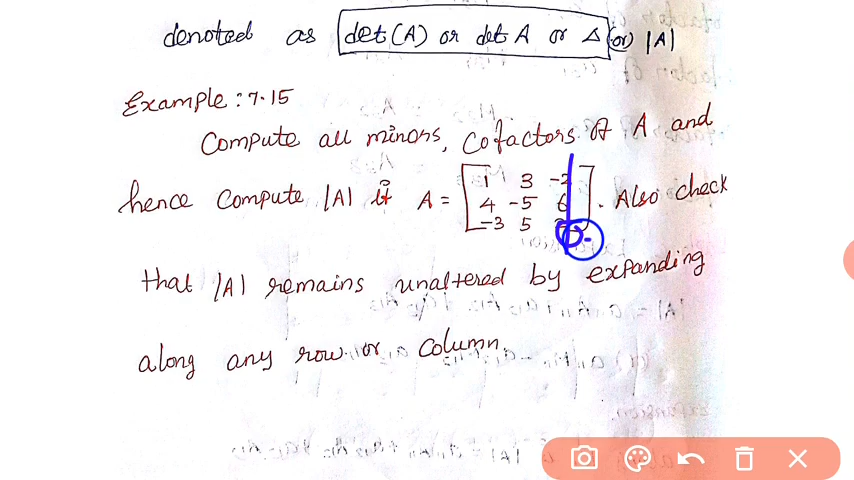 denoted as det(A) or det A or Δ (or) |A|
Example: 7.15
Compute all minors, cofactors of A and
hence compute |A| if A = [ 1 3 -2
4 -5 6
-3 5 ] . Also check
that |A| remains unaltered by expanding
along any row or column